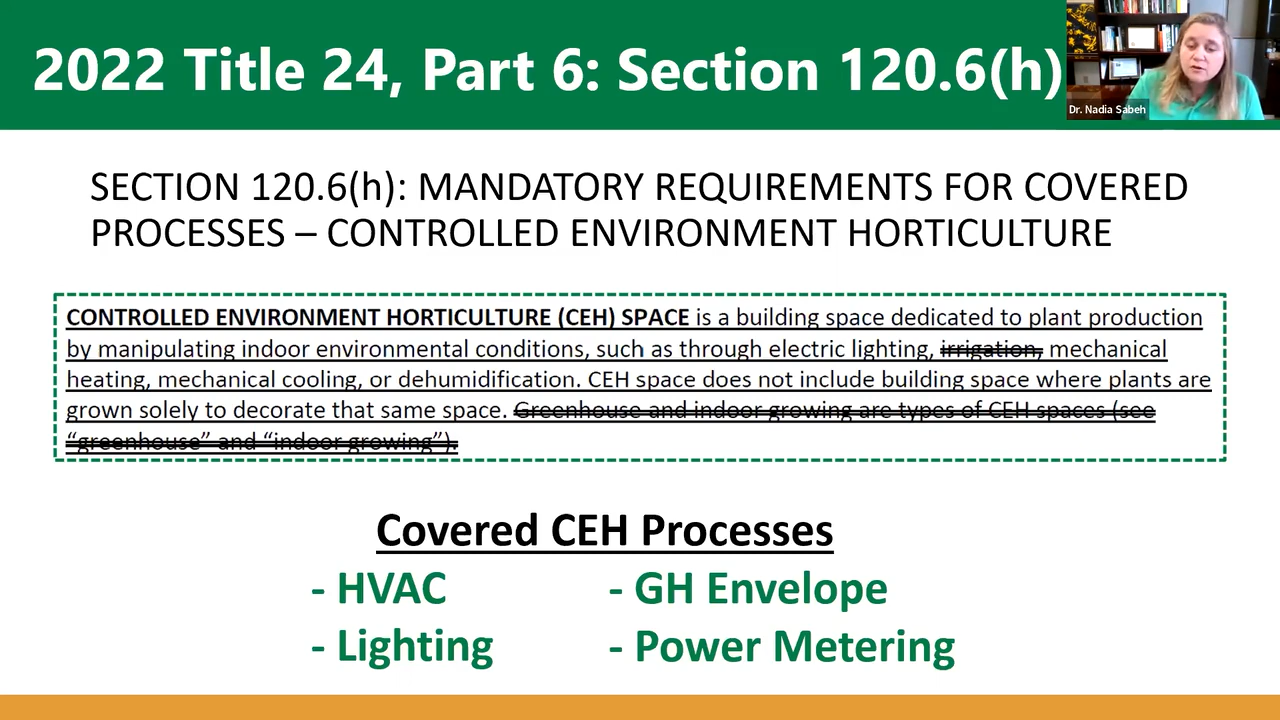 2022 Title 24, Part 6: Section 120.6(h)
Dr. Nadia Sabeh
SECTION 120.6(h): MANDATORY REQUIREMENTS FOR COVERED
PROCESSES – CONTROLLED ENVIRONMENT HORTICULTURE
CONTROLLED ENVIRONMENT HORTICULTURE (CEH) SPACE is a building space dedicated to plant production
by manipulating indoor environmental conditions, such as through electric lighting, irrigation, mechanical
heating, mechanical cooling, or dehumidification. CEH space does not include building space where plants are
grown solely to decorate that same space. Greenhouse and indoor growing are types of CEH spaces (see
“greenhouse” and “indoor growing”).
Covered CEH Processes
- HVAC
- GH Envelope
- Lighting
- Power Metering